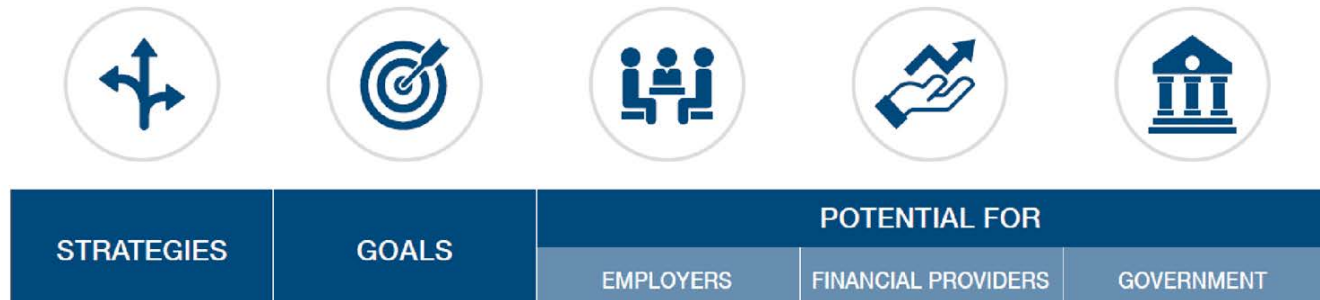 STRATEGIES
GOALS
POTENTIAL FOR
EMPLOYERS
FINANCIAL PROVIDERS
GOVERNMENT